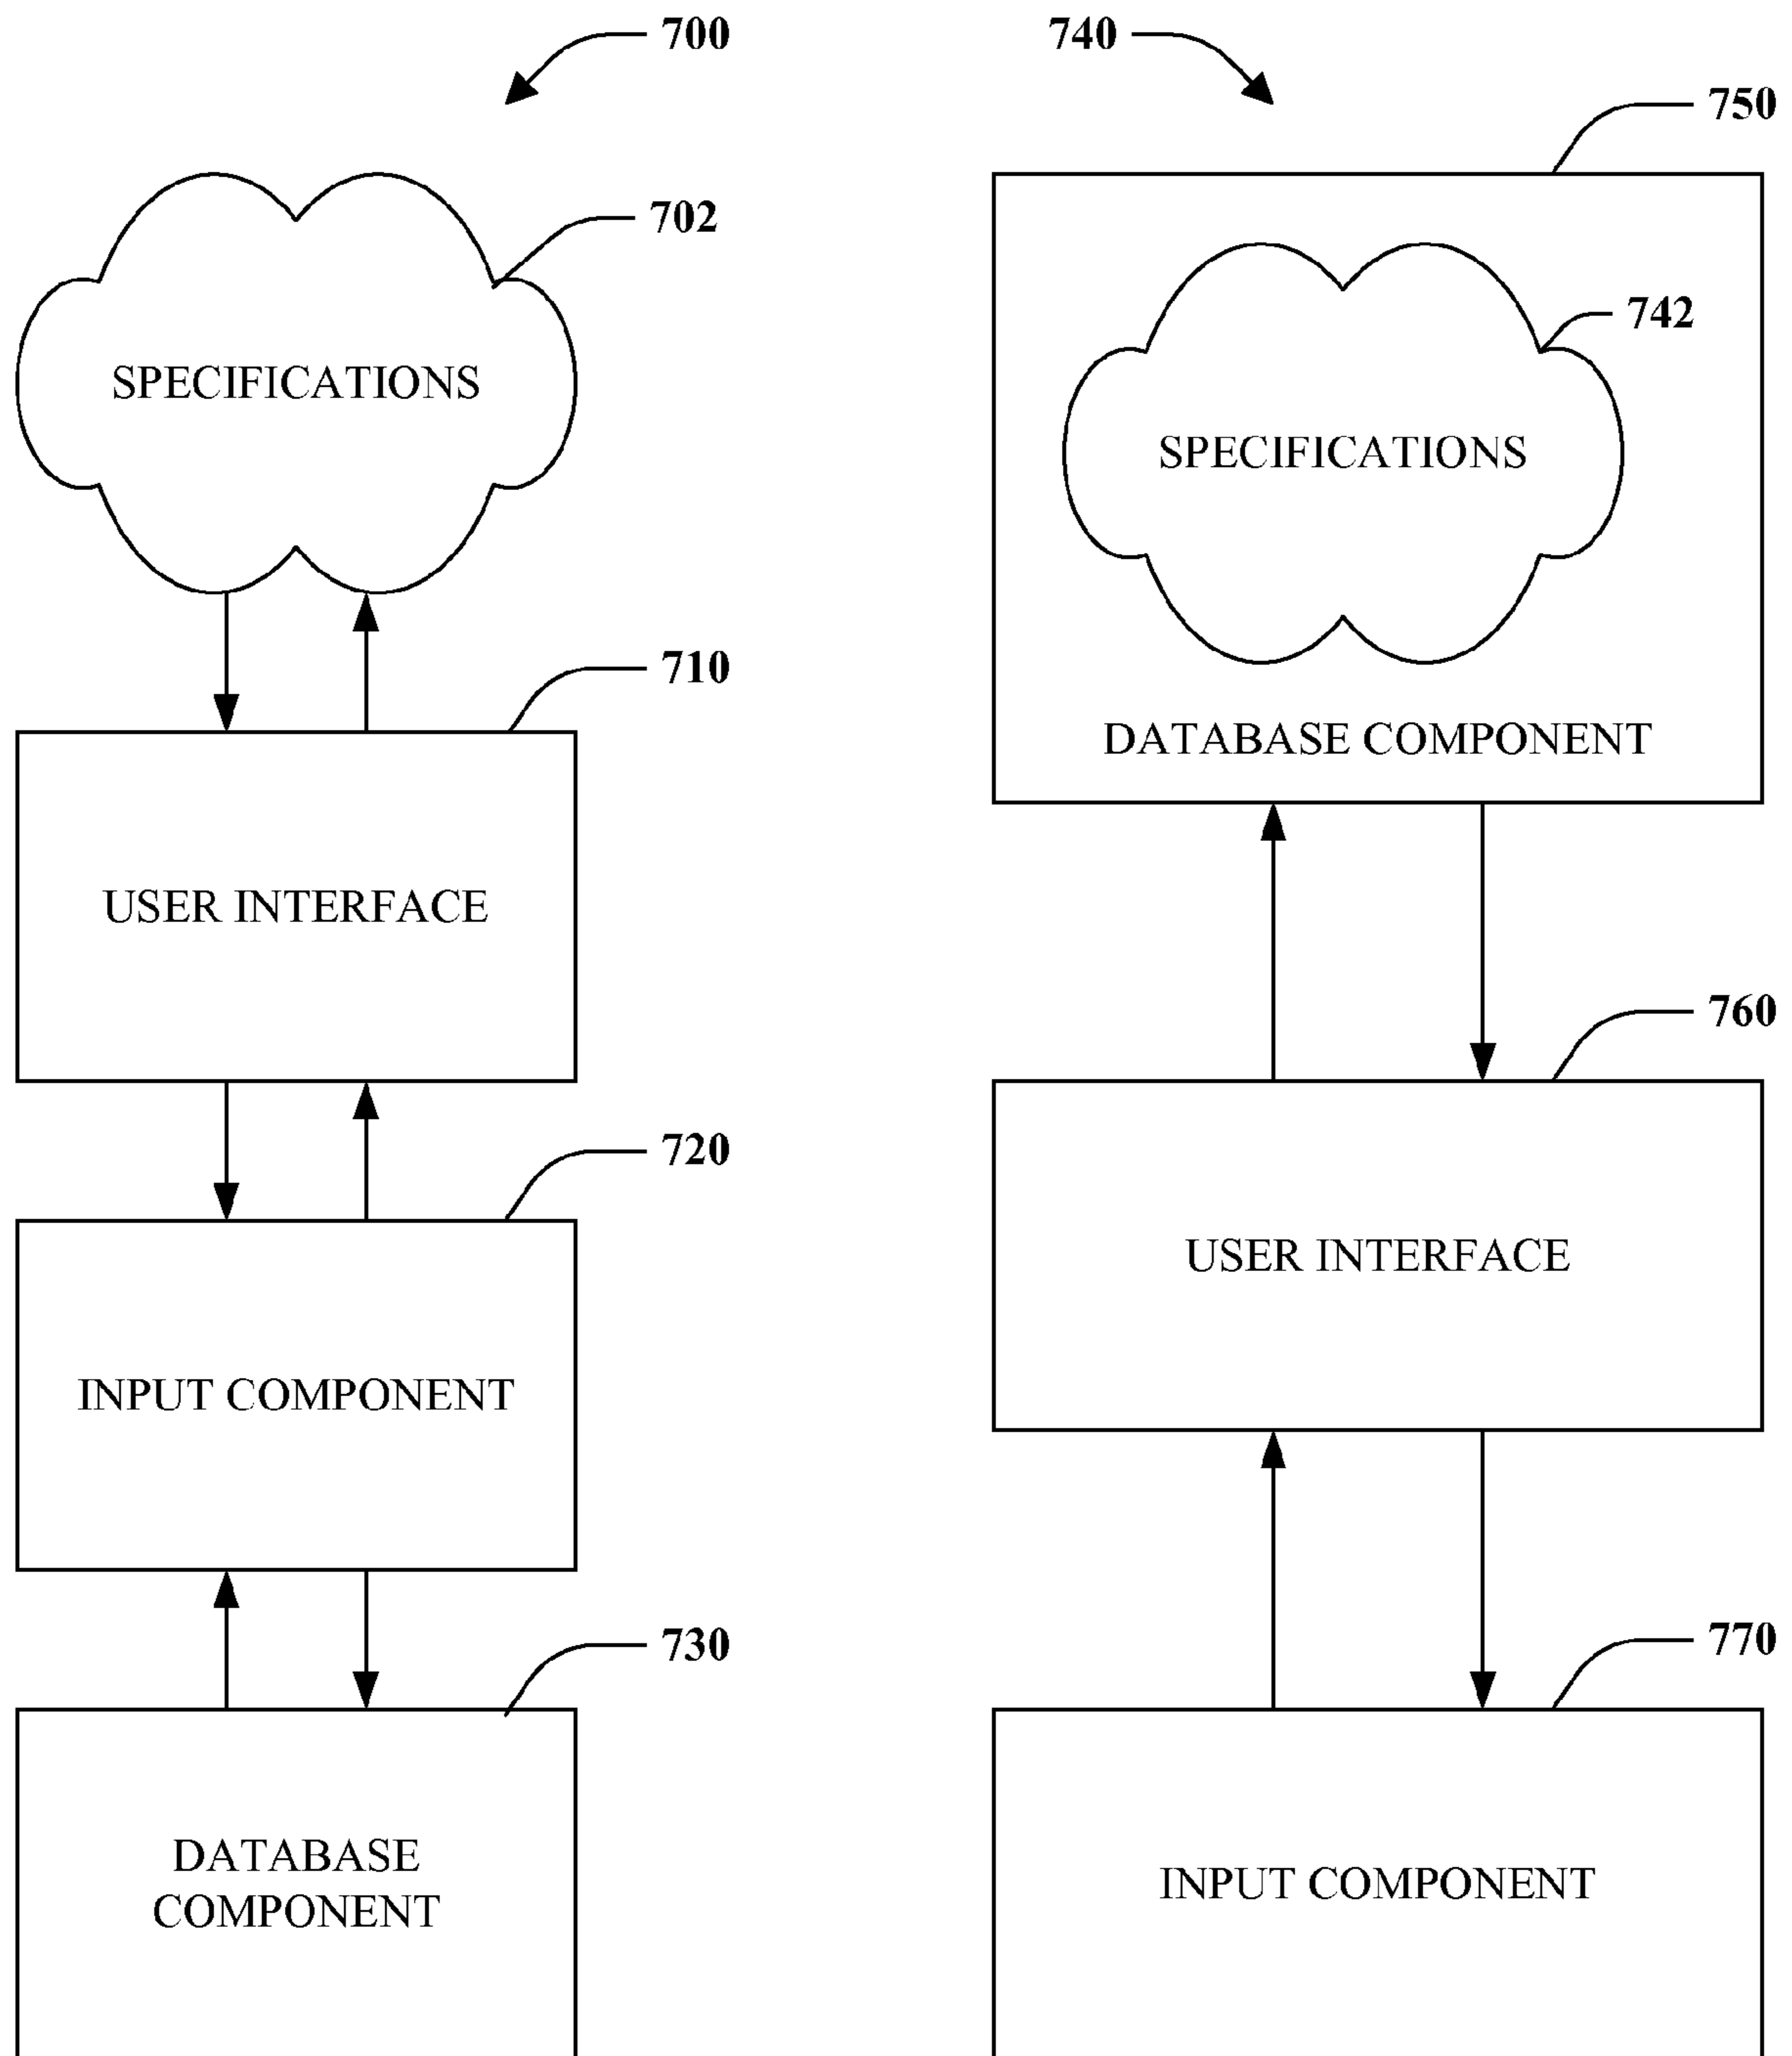 700
702
SPECIFICATIONS
710
USER INTERFACE
720
INPUT COMPONENT
730
DATABASE
COMPONENT
740
750
742
SPECIFICATIONS
DATABASE COMPONENT
760
USER INTERFACE
770
INPUT COMPONENT